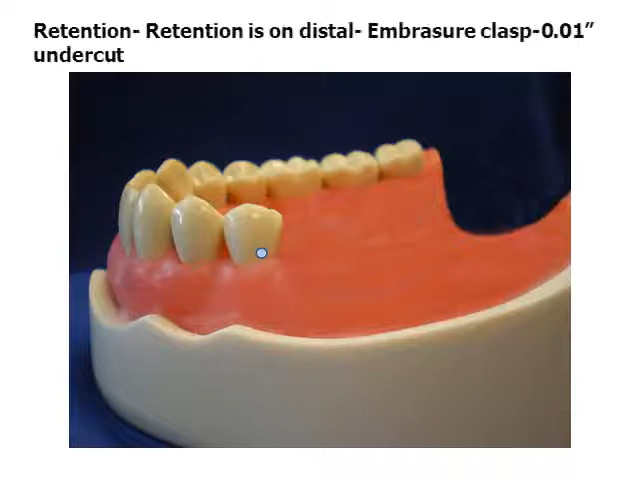 Retention- Retention is on distal- Embrasure clasp-0.01”
undercut